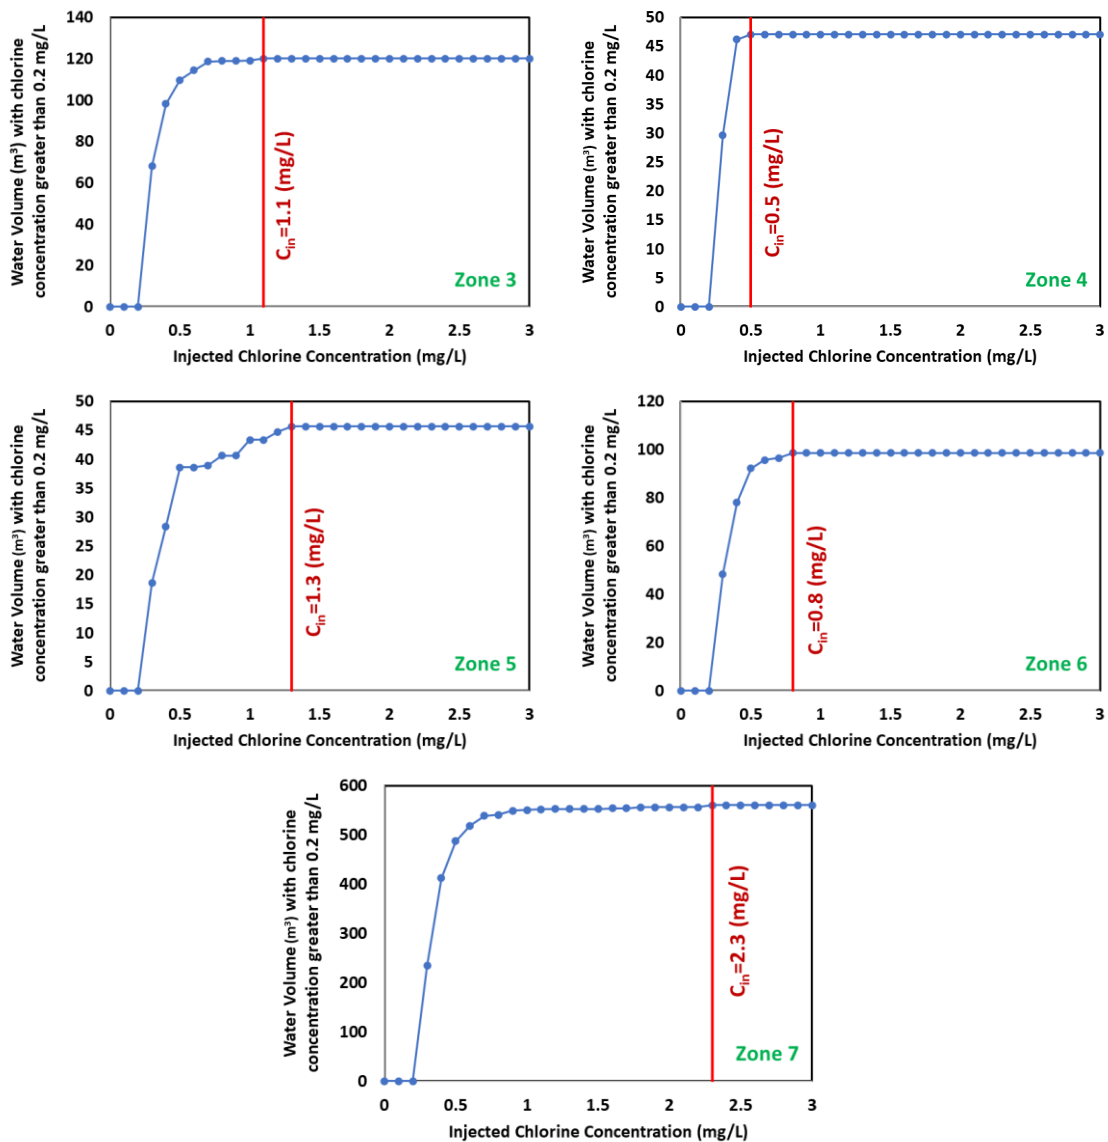 Water Volume (m³) with chlorine
concentration greater than 0.2 mg/L
140
120
100
80
60
40
20
0
C_in=1.1 (mg/L)
Zone 3
0 0.5 1 1.5 2 2.5 3
Injected Chlorine Concentration (mg/L)
Water Volume (m³) with chlorine
concentration greater than 0.2 mg/L
50
45
40
35
30
25
20
15
10
5
0
C_in=0.5 (mg/L)
Zone 4
0 0.5 1 1.5 2 2.5 3
Injected Chlorine Concentration (mg/L)
Water Volume (m³) with chlorine
concentration greater than 0.2 mg/L
50
45
40
35
30
25
20
15
10
5
0
C_in=1.3 (mg/L)
Zone 5
0 0.5 1 1.5 2 2.5 3
Injected Chlorine Concentration (mg/L)
Water Volume (m³) with chlorine
concentration greater than 0.2 mg/L
120
100
80
60
40
20
0
C_in=0.8 (mg/L)
Zone 6
0 0.5 1 1.5 2 2.5 3
Injected Chlorine Concentration (mg/L)
Water Volume (m³) with chlorine
concentration greater than 0.2 mg/L
600
500
400
300
200
100
0
C_in=2.3 (mg/L)
Zone 7
0 0.5 1 1.5 2 2.5 3
Injected Chlorine Concentration (mg/L)